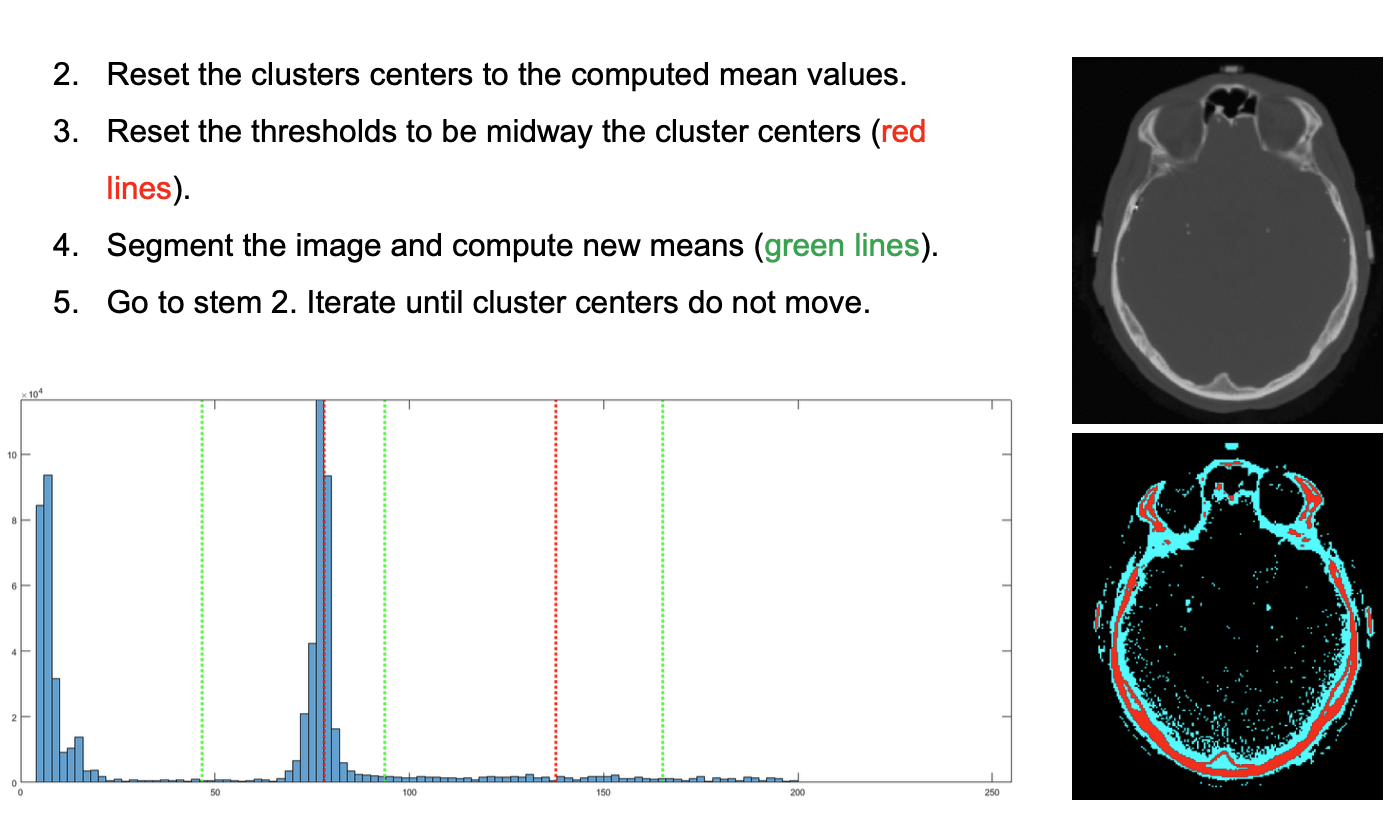 2. Reset the clusters centers to the computed mean values.
3. Reset the thresholds to be midway the cluster centers (red
lines).
4. Segment the image and compute new means (green lines).
5. Go to stem 2. Iterate until cluster centers do not move.
× 10⁴
10
8
6
4
2
0
0 50 100 150 200 250